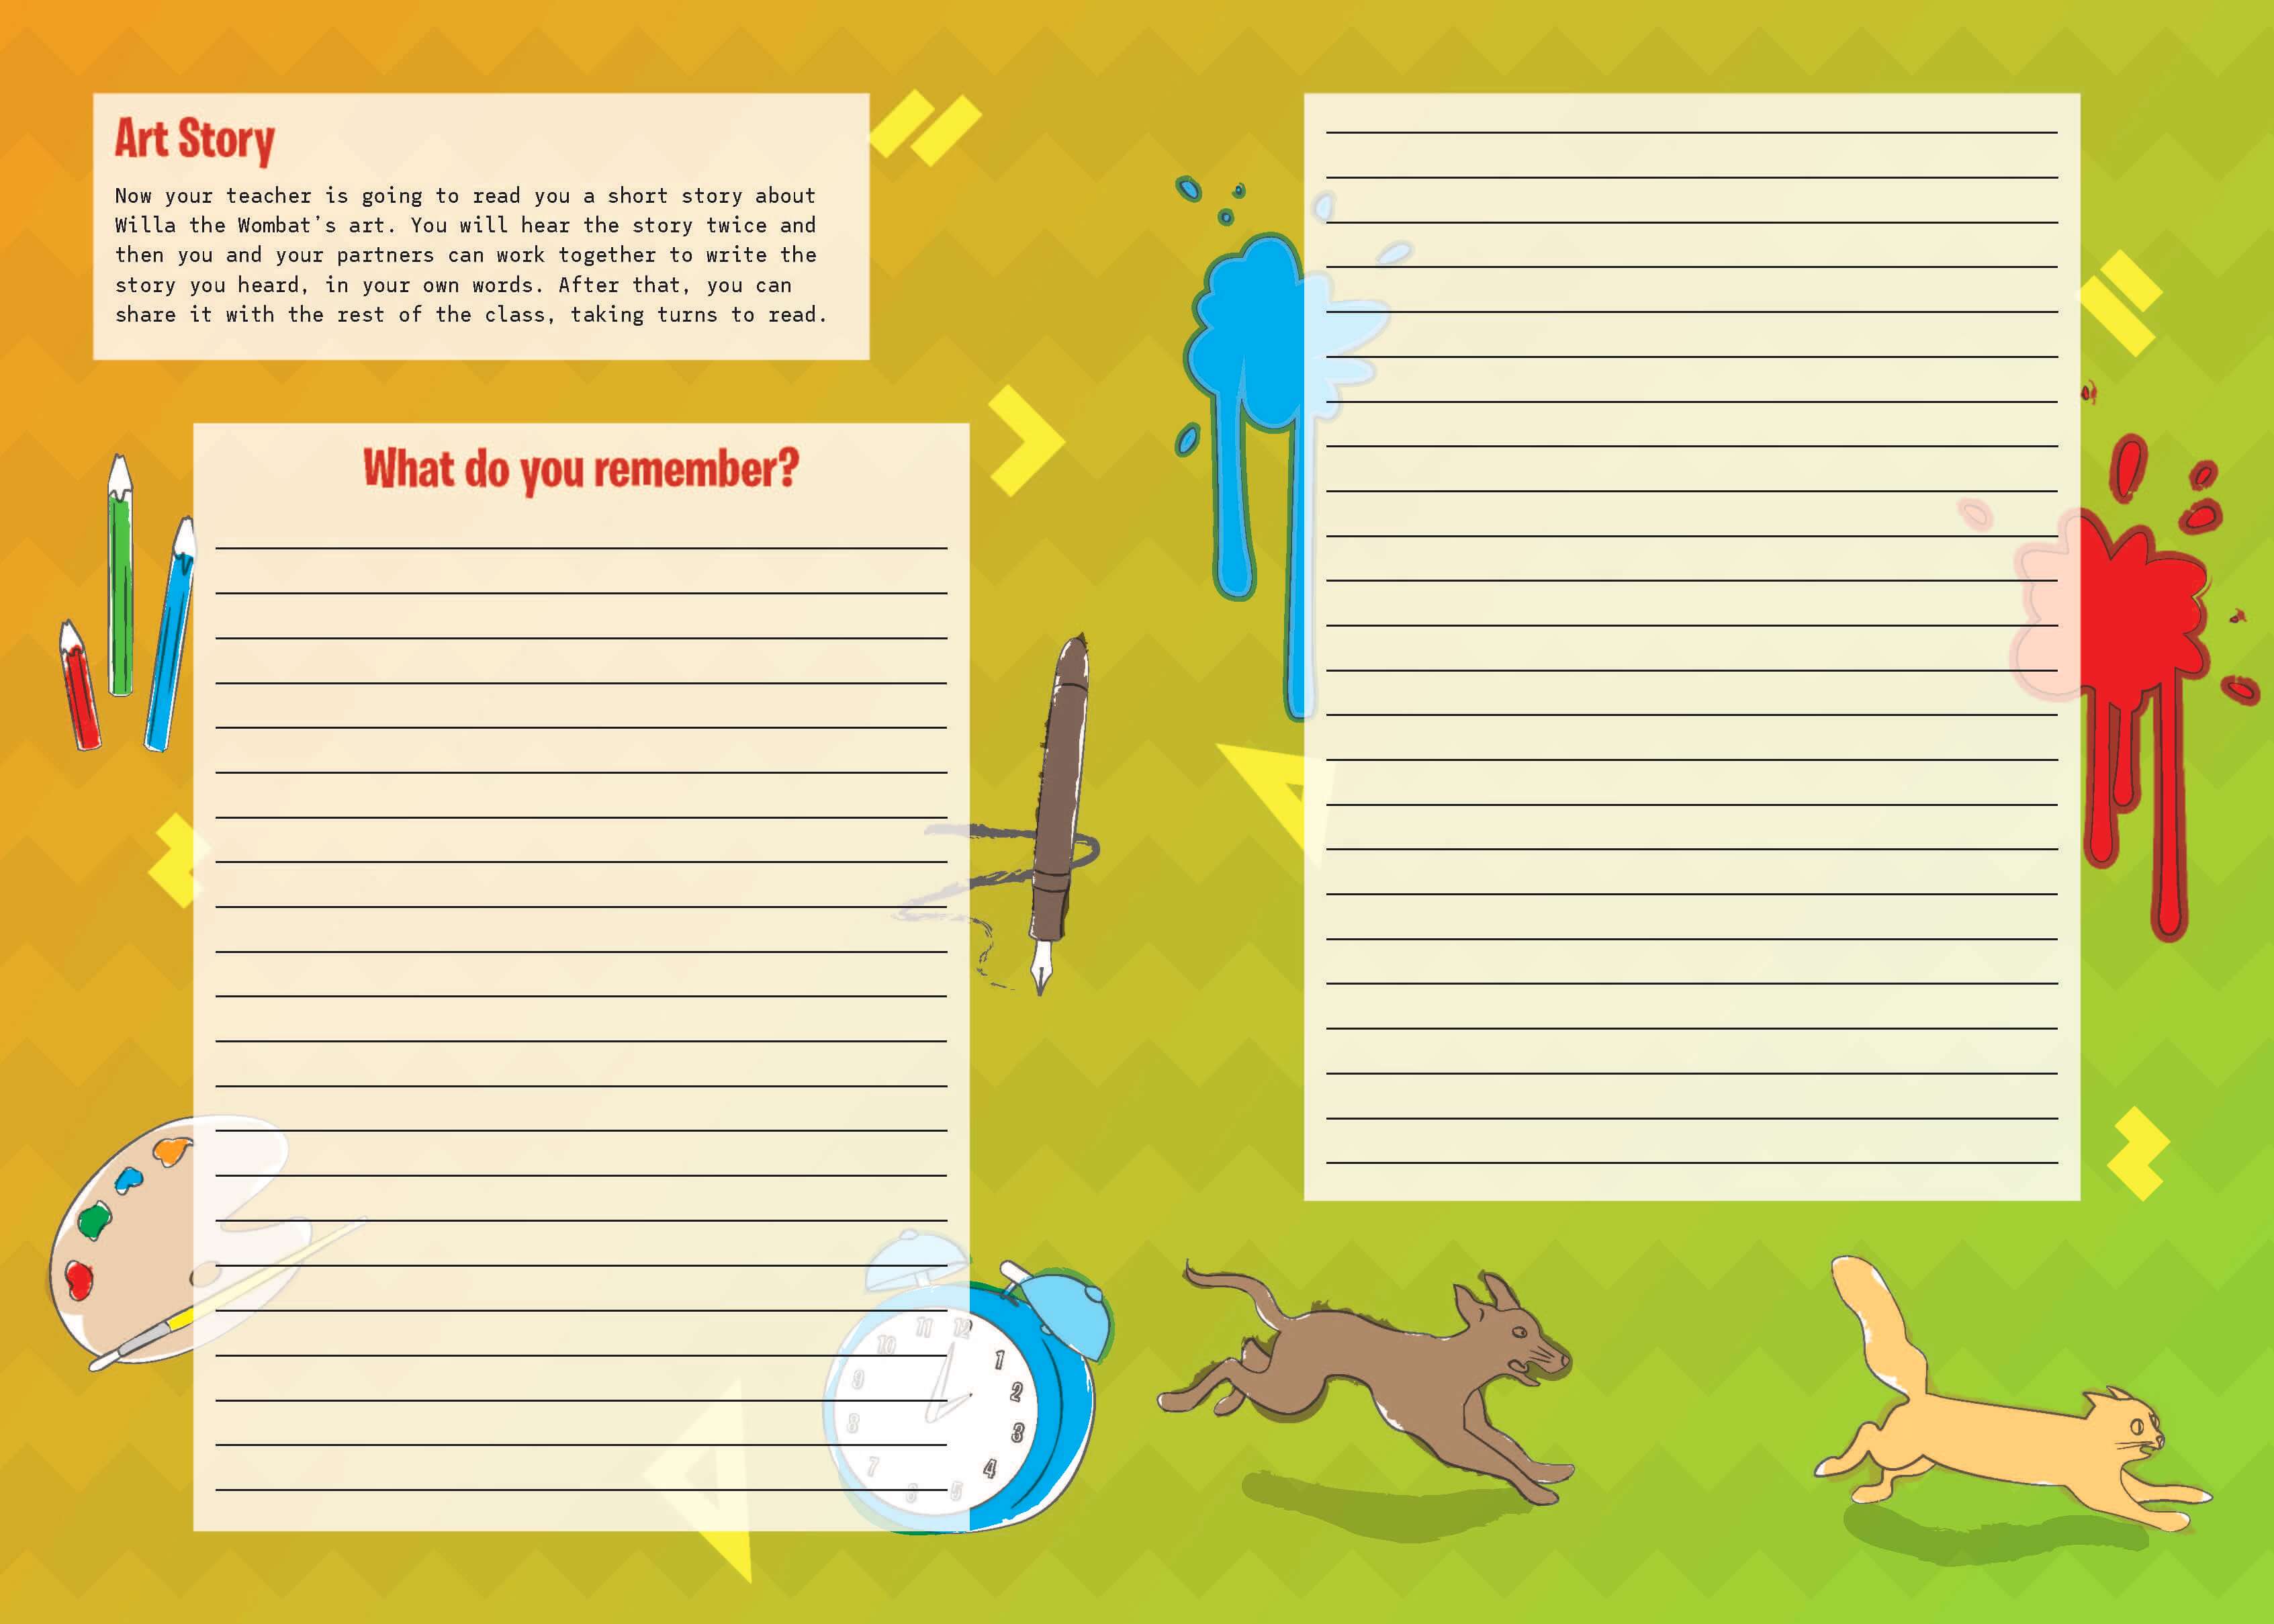 Art Story
Now your teacher is going to read you a short story about
Willa the Wombat's art. You will hear the story twice and
then you and your partners can work together to write the
story you heard, in your own words. After that, you can
share it with the rest of the class, taking turns to read.
What do you remember?
11 12
10 1
9 2
8 3
7 4
6 5